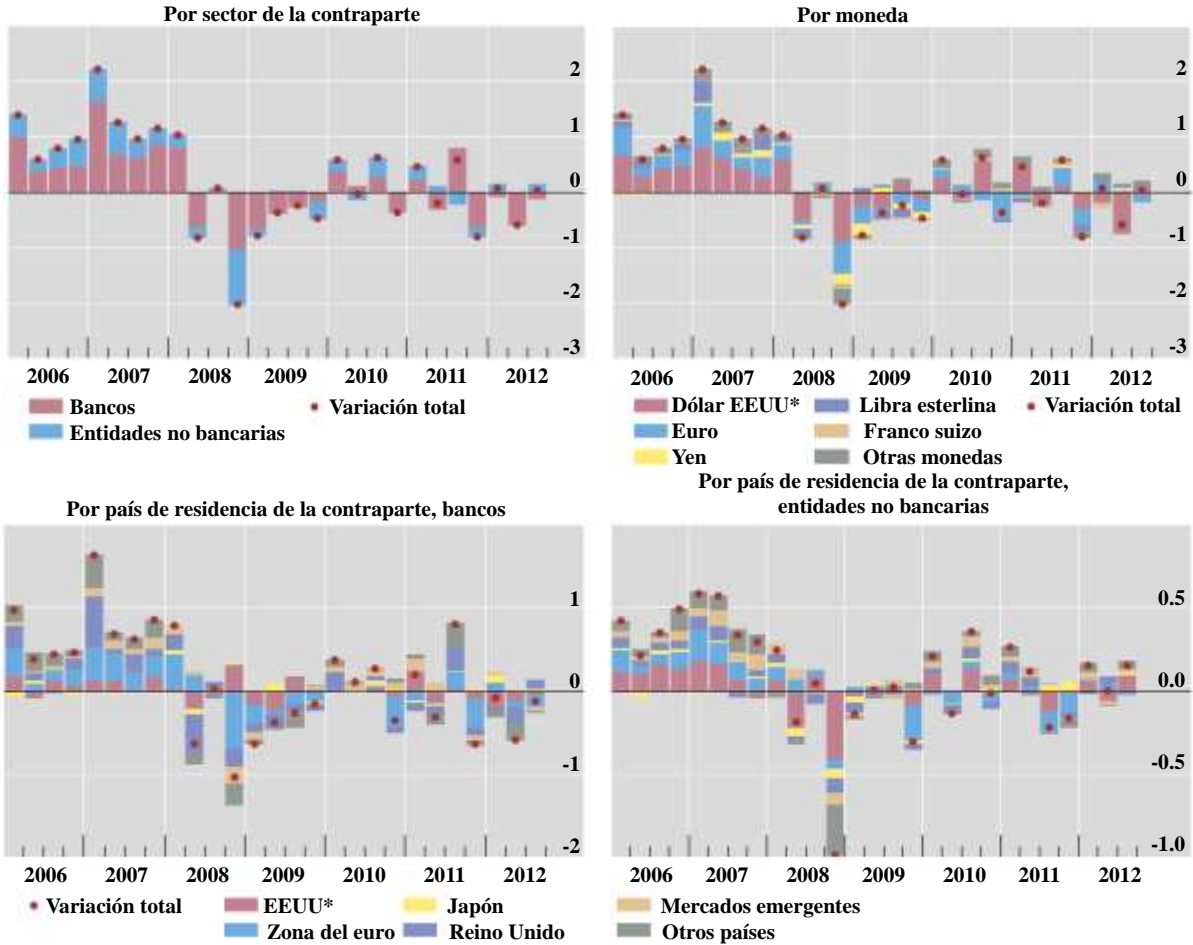 Por sector de la contraparte
2
1
0
-1
-2
-3
2006 2007 2008 2009 2010 2011 2012
Bancos
Variación total
Entidades no bancarias
Por moneda
2
1
0
-1
-2
-3
2006 2007 2008 2009 2010 2011 2012
Dólar EEUU* Libra esterlina Variación total
Euro Franco suizo
Yen Otras monedas
Por país de residencia de la contraparte, bancos
1
0
-1
-2
2006 2007 2008 2009 2010 2011 2012
Por país de residencia de la contraparte,
entidades no bancarias
0.5
0.0
-0.5
-1.0
2006 2007 2008 2009 2010 2011 2012
Variación total EEUU* Japón Mercados emergentes
Zona del euro Reino Unido Otros países